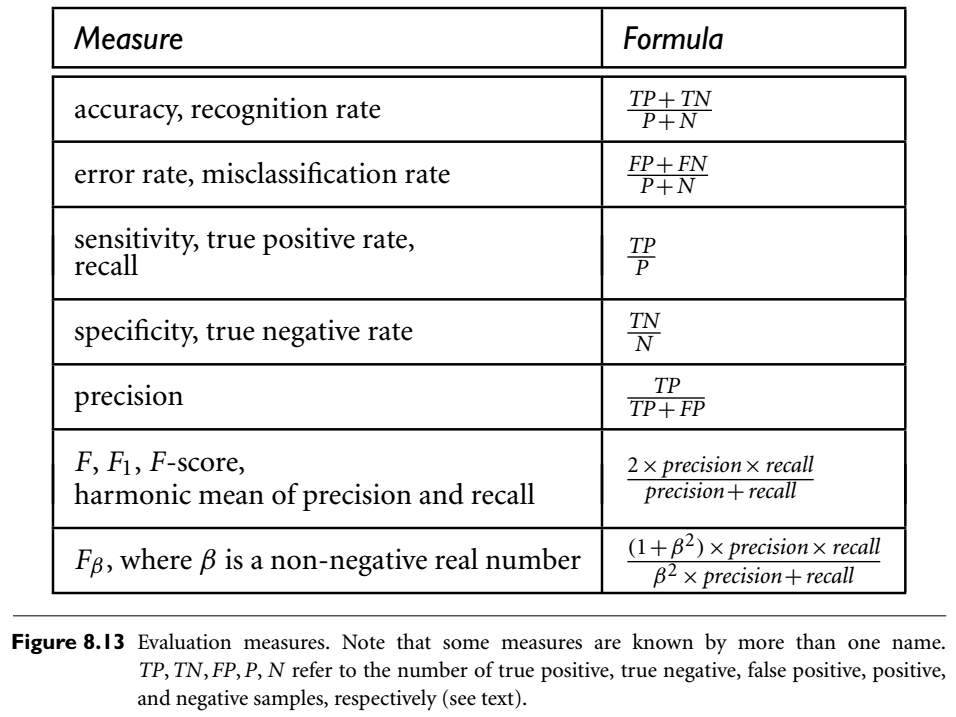 Measure Formula
accuracy, recognition rate
TP + TN
P + N
error rate, misclassification rate
FP + FN
P + N
sensitivity, true positive rate,
recall
TP
P
specificity, true negative rate
TN
N
precision
TP
TP + FP
F, F₁, F-score,
harmonic mean of precision and recall
2 × precision × recall
precision + recall
Fᵦ, where β is a non-negative real number
(1 + β²) × precision × recall
β² × precision + recall
Figure 8.13 Evaluation measures. Note that some measures are known by more than one name.
TP, TN, FP, P, N refer to the number of true positive, true negative, false positive, positive,
and negative samples, respectively (see text).